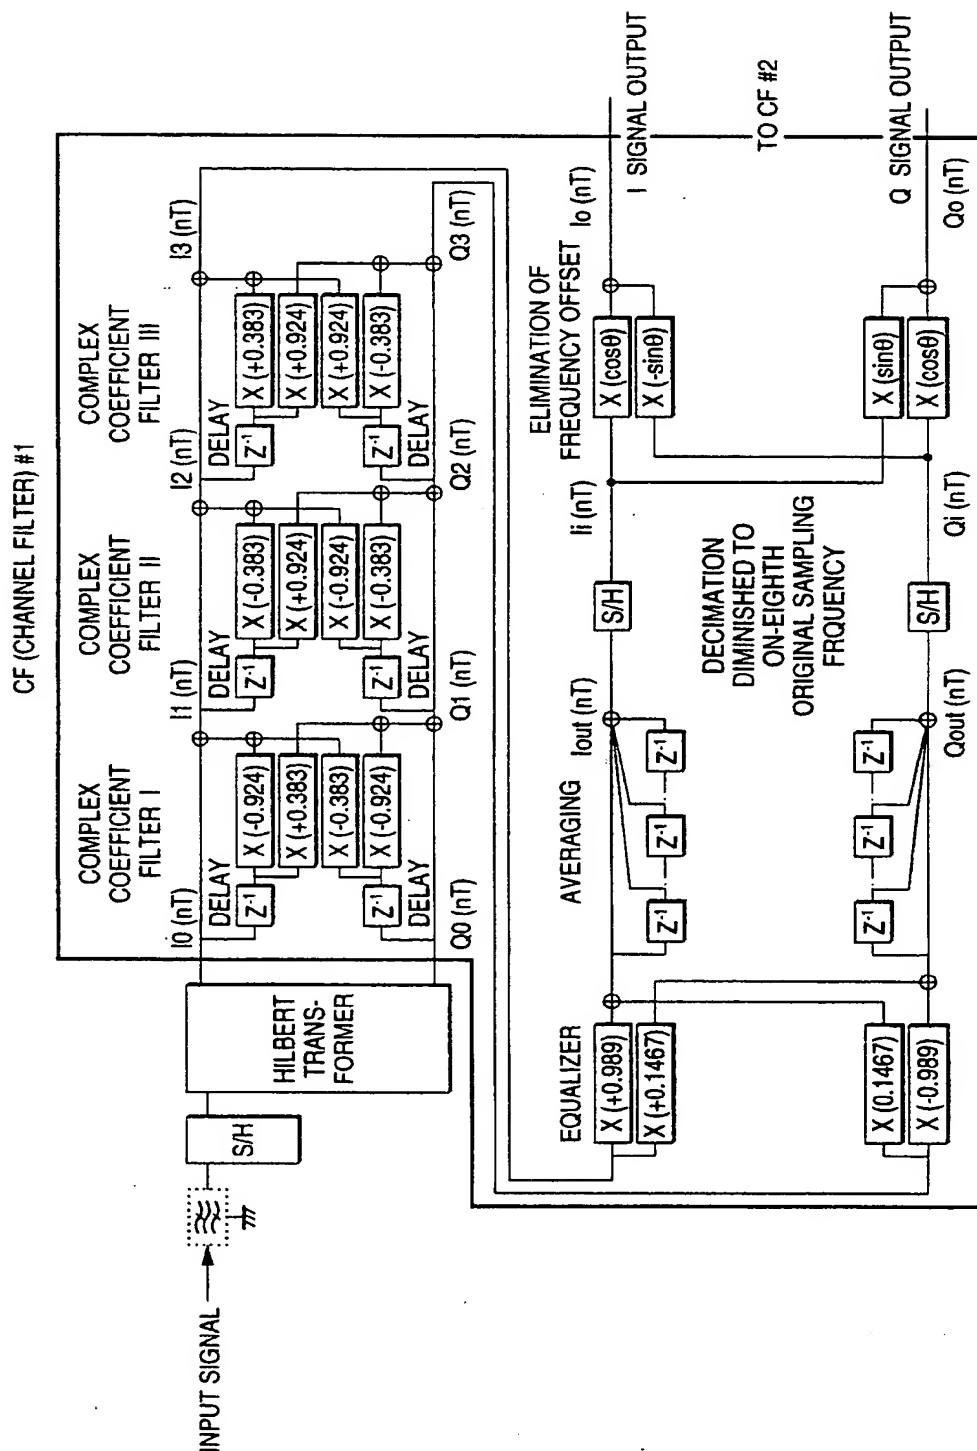 CF (CHANNEL FILTER) #1
INPUT SIGNAL
S/H
HILBERT
TRANS-
FORMER
COMPLEX
COEFFICIENT
FILTER I
I0 (nT)
DELAY
Z-1
X (-0.924)
X (+0.383)
X (-0.383)
X (-0.924)
Z-1
DELAY
Q0 (nT)
COMPLEX
COEFFICIENT
FILTER II
I1 (nT)
DELAY
Z-1
X (-0.383)
X (+0.924)
X (-0.924)
X (-0.383)
Z-1
DELAY
Q1 (nT)
COMPLEX
COEFFICIENT
FILTER III
I2 (nT)
DELAY
Z-1
X (+0.383)
X (+0.924)
X (+0.924)
X (-0.383)
Z-1
DELAY
Q2 (nT)
I3 (nT)
Q3 (nT)
EQUALIZER
X (+0.989)
X (+0.1467)
X (0.1467)
X (-0.989)
AVERAGING
Z-1
Z-1
Z-1
Z-1
Z-1
Z-1
Iout (nT)
Qout (nT)
S/H
DECIMATION
DIMINISHED TO
ON-EIGHTH
ORIGINAL SAMPLING
FRQUENCY
S/H
Ii (nT)
Qi (nT)
ELIMINATION OF
FREQUENCY OFFSET
X (cosθ)
X (-sinθ)
X (sinθ)
X (cosθ)
Io (nT)
I SIGNAL OUTPUT
TO CF #2
Q SIGNAL OUTPUT
Qo (nT)